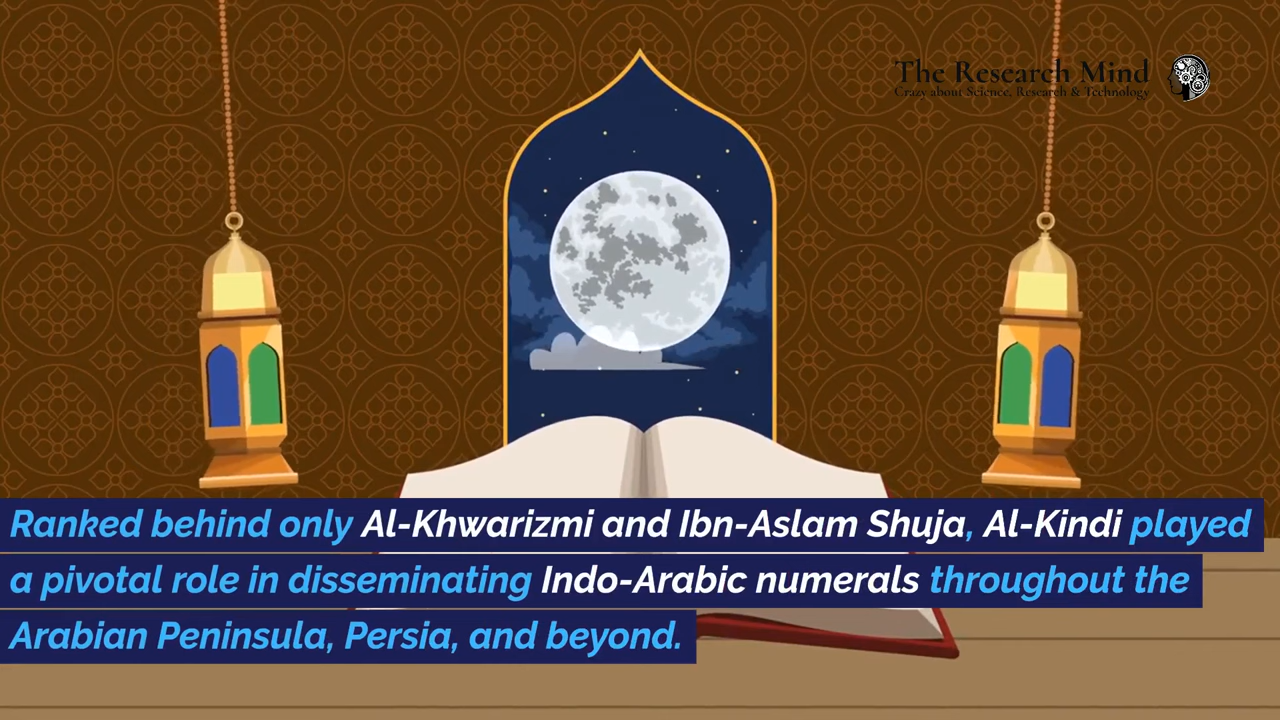 The Research Mind
Crazy about Science, Research & Technology
Ranked behind only Al-Khwarizmi and Ibn-Aslam Shuja, Al-Kindi played
a pivotal role in disseminating Indo-Arabic numerals throughout the
Arabian Peninsula, Persia, and beyond.